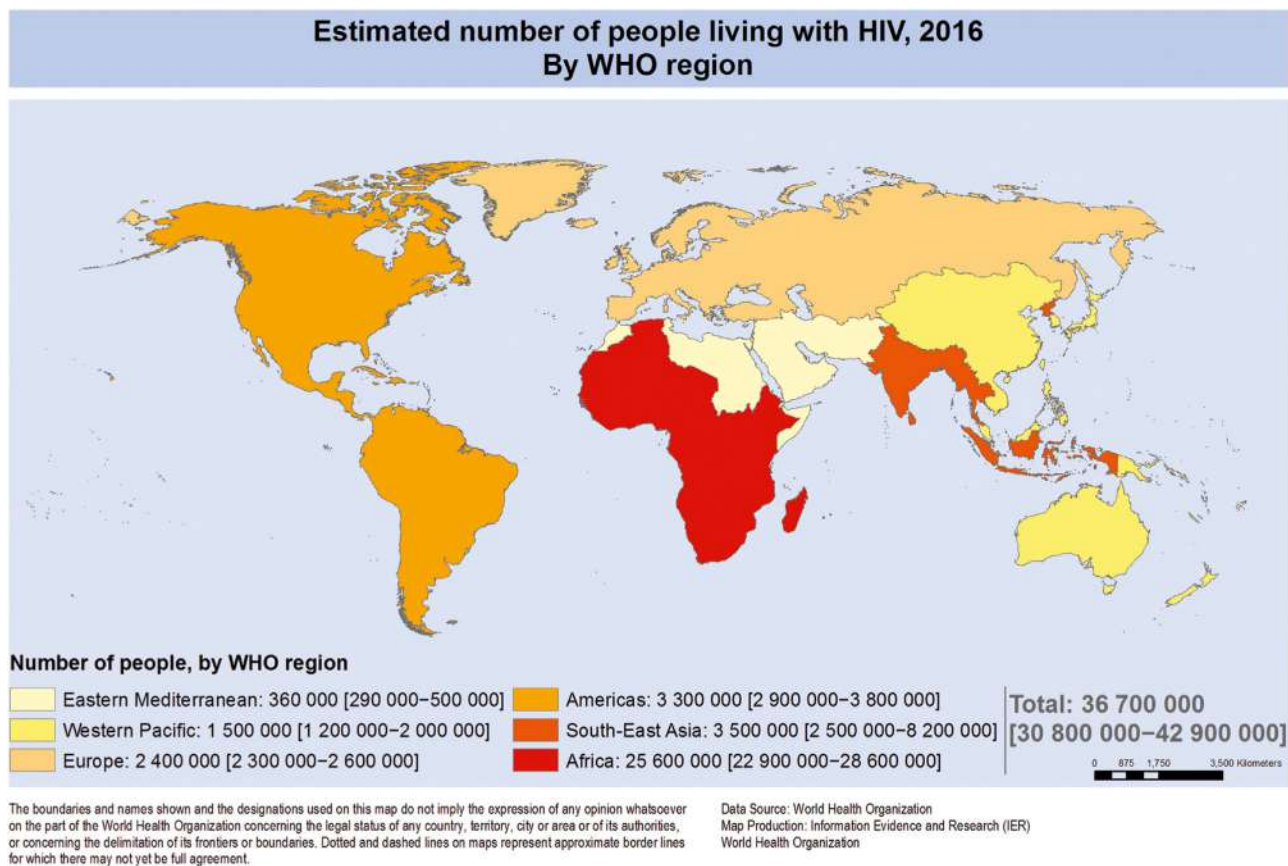 Estimated number of people living with HIV, 2016
By WHO region
Number of people, by WHO region
Eastern Mediterranean: 360 000 [290 000–500 000]
Western Pacific: 1 500 000 [1 200 000–2 000 000]
Europe: 2 400 000 [2 300 000–2 600 000]
Americas: 3 300 000 [2 900 000–3 800 000]
South-East Asia: 3 500 000 [2 500 000–8 200 000]
Africa: 25 600 000 [22 900 000–28 600 000]
Total: 36 700 000
[30 800 000–42 900 000]
0 875 1,750 3,500 Kilometers
The boundaries and names shown and the designations used on this map do not imply the expression of any opinion whatsoever
on the part of the World Health Organization concerning the legal status of any country, territory, city or area or of its authorities,
or concerning the delimitation of its frontiers or boundaries. Dotted and dashed lines on maps represent approximate border lines
for which there may not yet be full agreement.
Data Source: World Health Organization
Map Production: Information Evidence and Research (IER)
World Health Organization